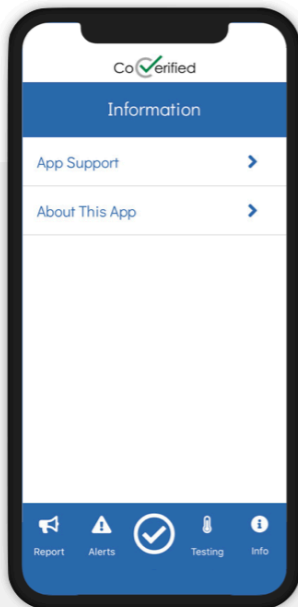 CoVerified
Information
App Support
About This App
Report Alerts Testing Info